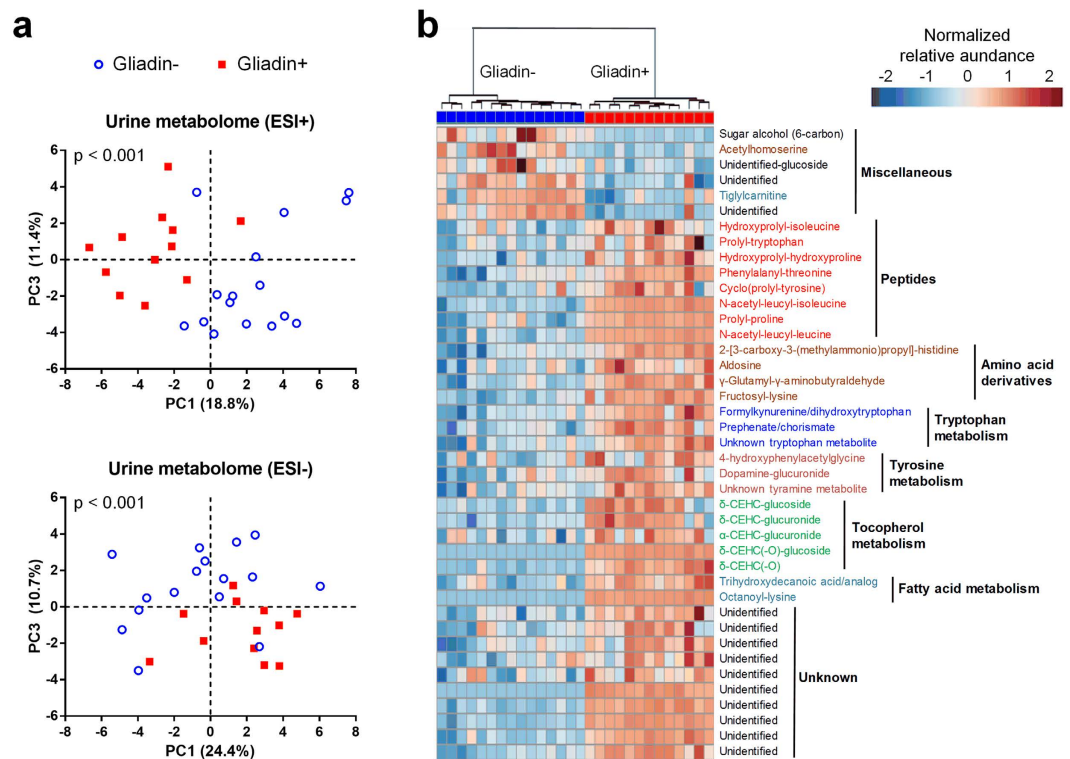 a
Gliadin-
Gliadin+
Urine metabolome (ESI+)
p < 0.001
6
4
2
0
-2
-4
-6
-8
-4
0
4
8
PC3 (11.4%)
PC1 (18.8%)
Urine metabolome (ESI-)
p < 0.001
6
4
2
0
-2
-4
-6
-8
-6
-4
-2
0
2
4
6
8
PC3 (10.7%)
PC1 (24.4%)
b
Gliadin-
Gliadin+
Normalized
relative aundance
-2
-1
0
1
2
Sugar alcohol (6-carbon)
Acetylhomoserine
Unidentified-glucoside
Unidentified
Tiglylcarnitine
Unidentified
Miscellaneous
Hydroxyprolyl-isoleucine
Prolyl-tryptophan
Hydroxyprolyl-hydroxyproline
Phenylalanyl-threonine
Cyclo(prolyl-tyrosine)
N-acetyl-leucyl-isoleucine
Prolyl-proline
N-acetyl-leucyl-leucine
Peptides
2-[3-carboxy-3-(methylammonio)propyl]-histidine
Aldosine
γ-Glutamyl-γ-aminobutyraldehyde
Fructosyl-lysine
Amino acid
derivatives
Formylkynurenine/dihydroxytryptophan
Prephenate/chorismate
Unknown tryptophan metabolite
Tryptophan
metabolism
4-hydroxyphenylacetylglycine
Dopamine-glucuronide
Unknown tyramine metabolite
Tyrosine
metabolism
δ-CEHC-glucoside
δ-CEHC-glucuronide
α-CEHC-glucuronide
δ-CEHC(-O)-glucoside
δ-CEHC(-O)
Tocopherol
metabolism
Trihydroxydecanoic acid/analog
Octanoyl-lysine
Fatty acid metabolism
Unidentified
Unidentified
Unidentified
Unidentified
Unidentified
Unidentified
Unidentified
Unidentified
Unidentified
Unidentified
Unknown